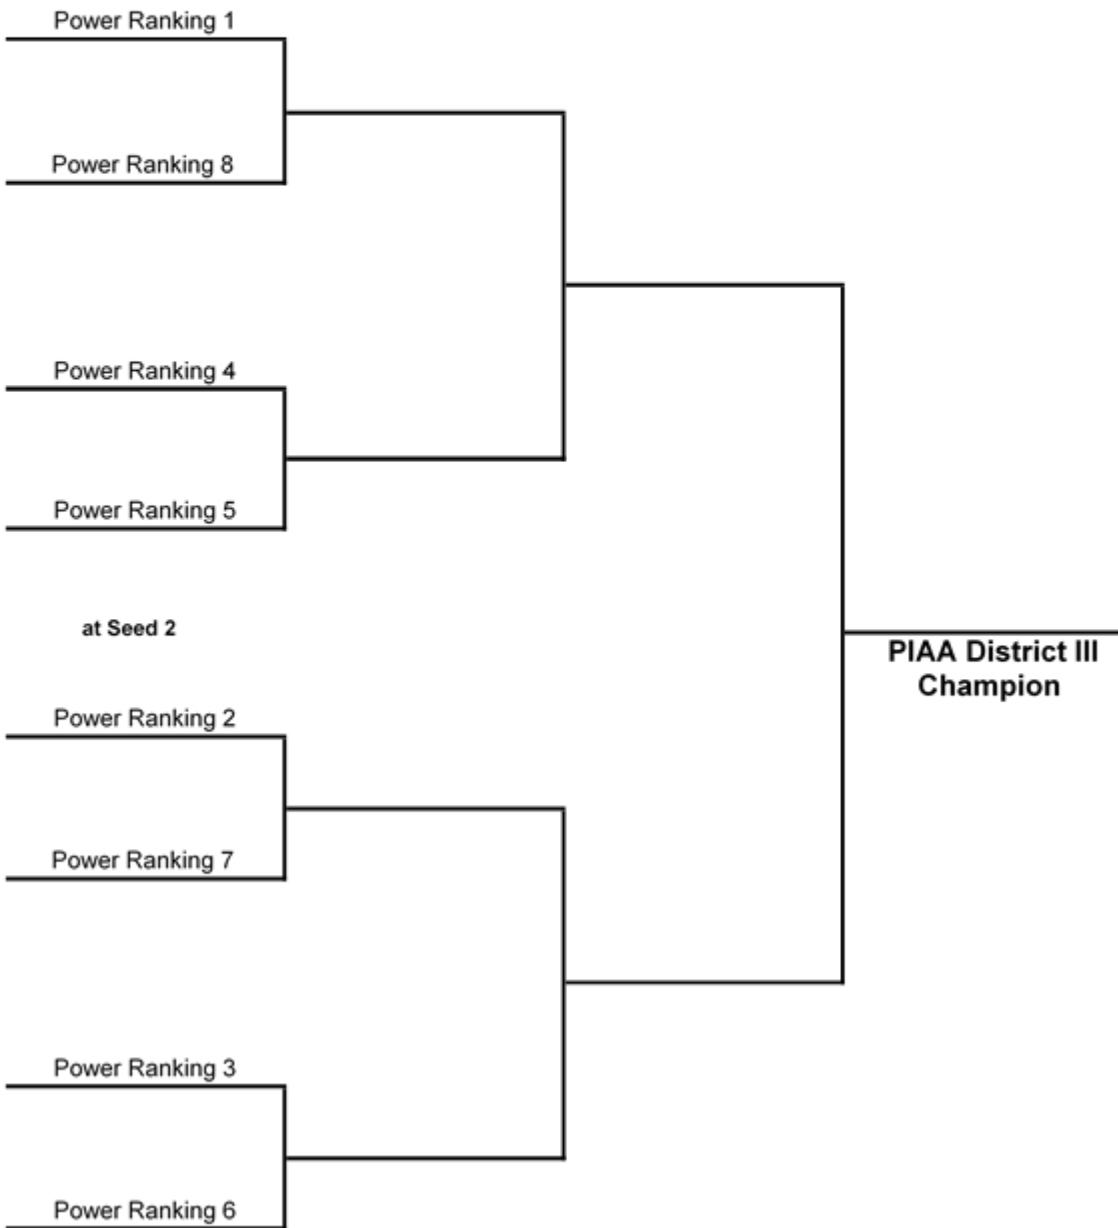 Power Ranking 1
Power Ranking 8
Power Ranking 4
Power Ranking 5
at Seed 2
PIAA District III
Champion
Power Ranking 2
Power Ranking 7
Power Ranking 3
Power Ranking 6